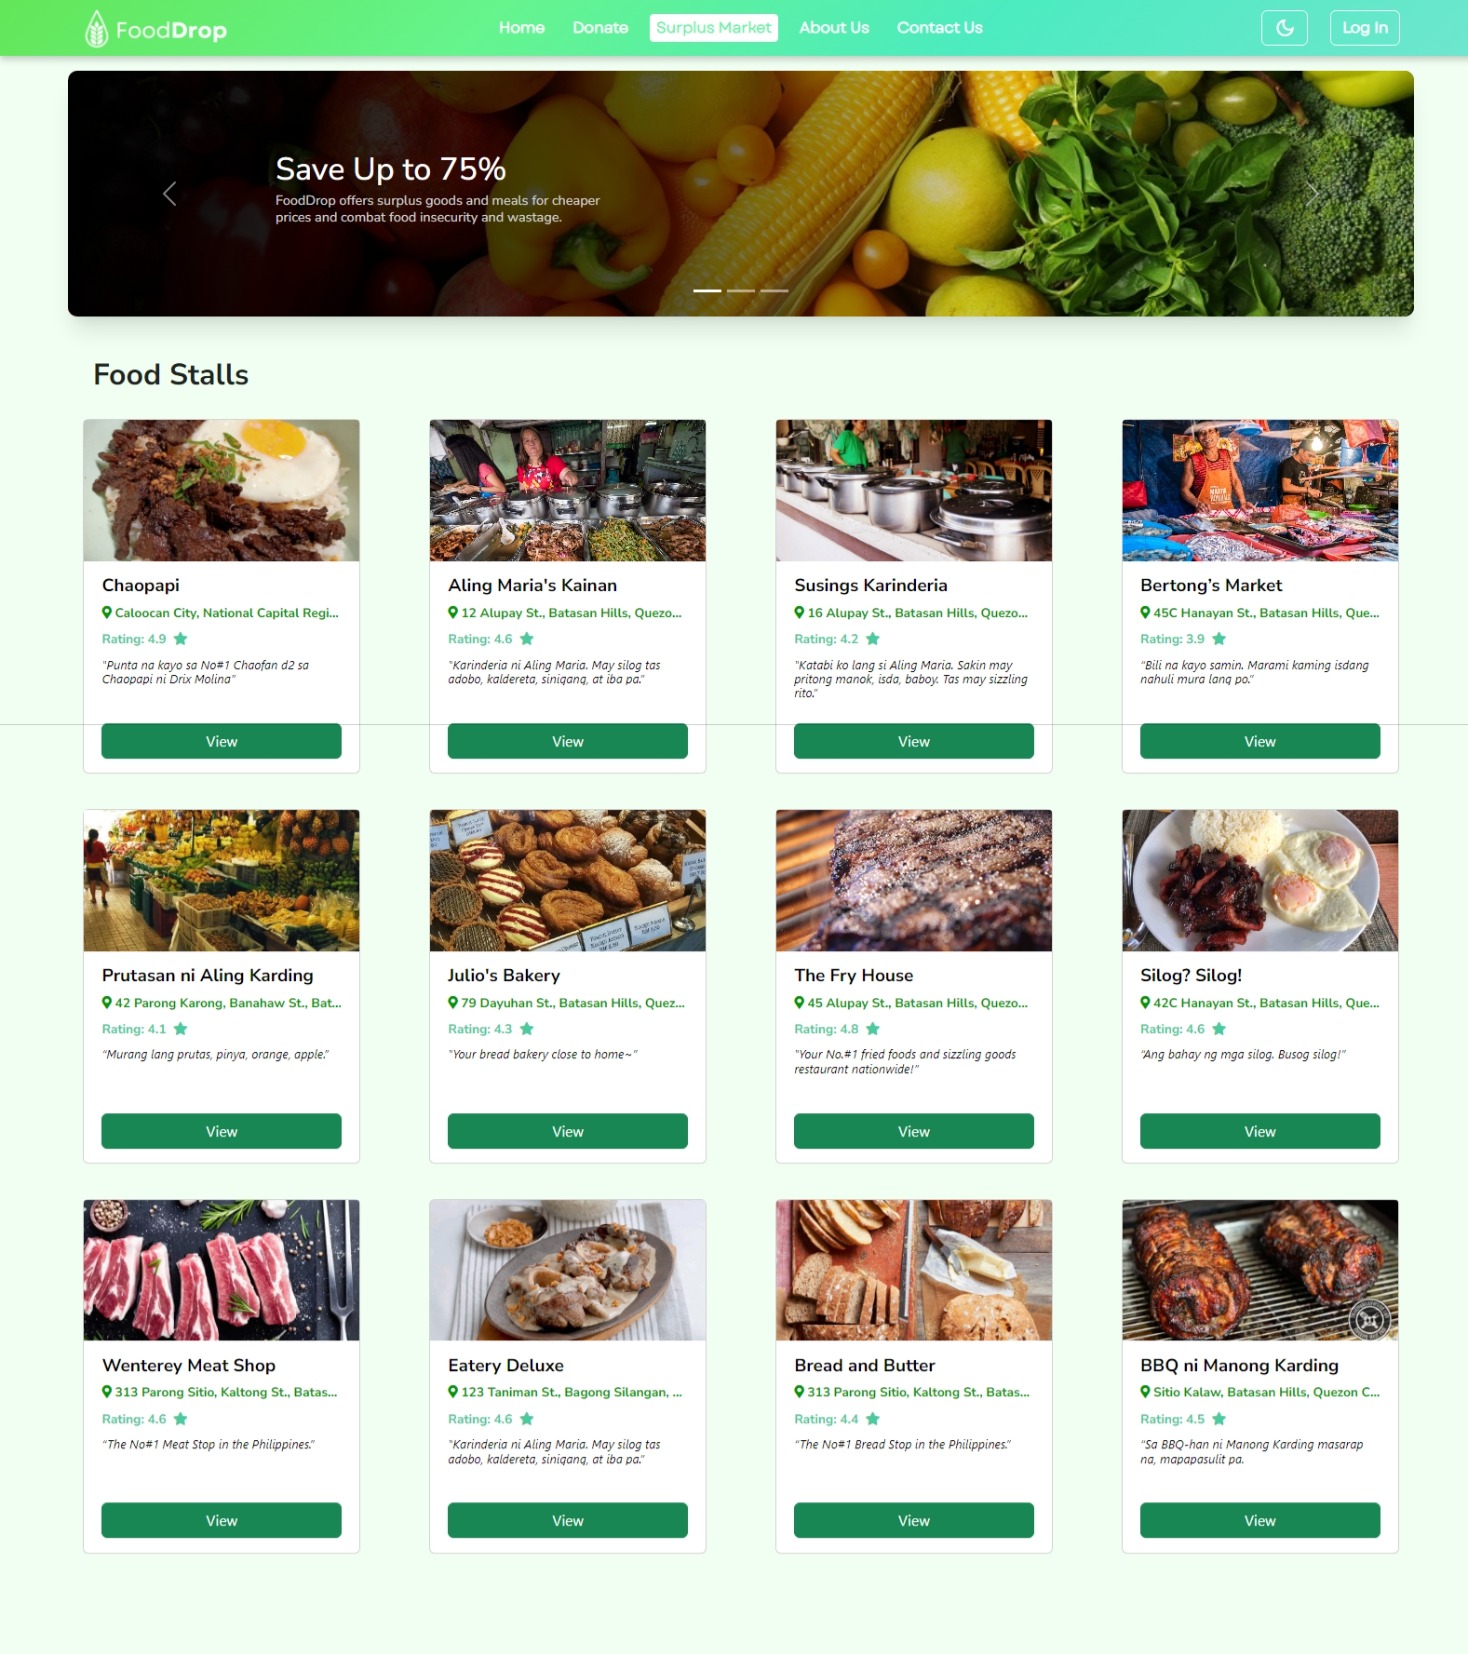 FoodDrop
Home Donate Surplus Market About Us Contact Us
Log In
Save Up to 75%
FoodDrop offers surplus goods and meals for cheaper
prices and combat food insecurity and wastage.
Food Stalls
Chaopapi
Caloocan City, National Capital Regi...
Rating: 4.9
"Punta na kayo sa No#1 Chaofan d2 sa
Chaopapi ni Drix Molina"
View
Aling Maria's Kainan
12 Alupay St., Batasan Hills, Quezo...
Rating: 4.6
"Karinderia ni Aling Maria. May silog tas
adobo, kaldereta, sinigang, at iba pa."
View
Susings Karinderia
16 Alupay St., Batasan Hills, Quezo...
Rating: 4.2
"Katabi ko lang si Aling Maria. Sakin may
pritong manok, isda, baboy. Tas may sizzling
rito."
View
Bertong’s Market
45C Hanayan St., Batasan Hills, Que...
Rating: 3.9
"Bili na kayo samin. Marami kaming isdang
nahuli mura lang po."
View
Prutasan ni Aling Karding
42 Parong Karong, Banahaw St., Bat...
Rating: 4.1
"Murang lang prutas, pinya, orange, apple."
View
Julio's Bakery
79 Dayuhan St., Batasan Hills, Quez...
Rating: 4.3
"Your bread bakery close to home~"
View
The Fry House
45 Alupay St., Batasan Hills, Quezo...
Rating: 4.8
"Your No.#1 fried foods and sizzling goods
restaurant nationwide!"
View
Silog? Silog!
42C Hanayan St., Batasan Hills, Que...
Rating: 4.6
"Ang bahay ng mga silog. Busog silog!"
View
Wenterey Meat Shop
313 Parong Sitio, Kaltong St., Batas...
Rating: 4.6
"The No#1 Meat Stop in the Philippines."
View
Eatery Deluxe
123 Taniman St., Bagong Silangan, ...
Rating: 4.6
"Karinderia ni Aling Maria. May silog tas
adobo, kaldereta, sinigang, at iba pa."
View
Bread and Butter
313 Parong Sitio, Kaltong St., Batas...
Rating: 4.4
"The No#1 Bread Stop in the Philippines."
View
BBQ ni Manong Karding
Sitio Kalaw, Batasan Hills, Quezon C...
Rating: 4.5
"Sa BBQ-han ni Manong Karding masarap
na, mapapasulit pa.
View